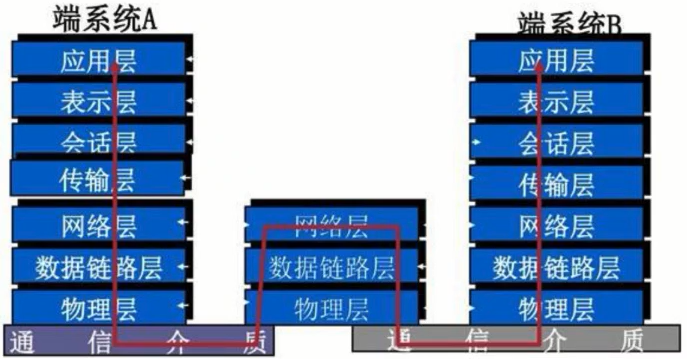 端系统A
应用层
表示层
会话层
传输层
网络层
数据链路层
物理层
通信介质
网络层
数据链路层
物理层
端系统B
应用层
表示层
会话层
传输层
网络层
数据链路层
物理层
通信介质